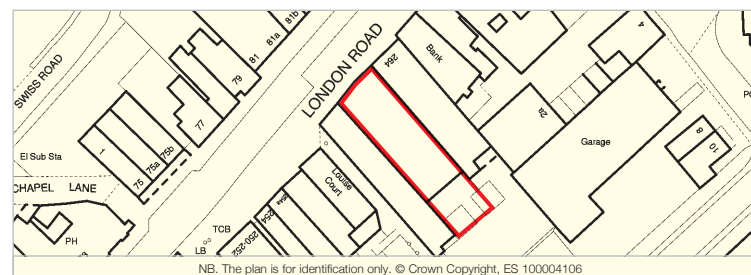 SWISS ROAD
81b
81a
81
79
77
LONDON ROAD
264
Bank
4
28
Garage
10
8
El Sub Sta
1
75
75a
75b
CHAPEL LANE
PH
Louise
Court
254
250-252
TCB
LB
NB. The plan is for identification only. © Crown Copyright, ES 100004106